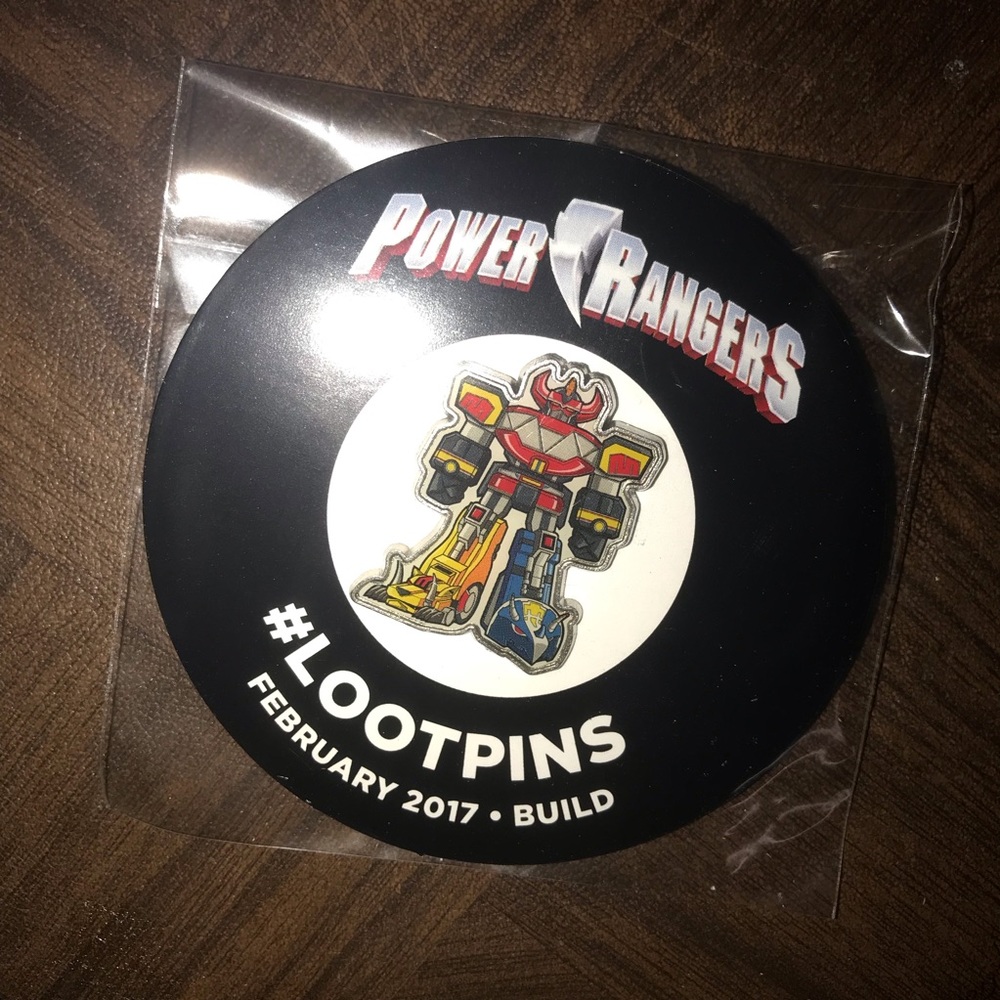 POWER RANGERS
#LOOTPINS
FEBRUARY 2017 • BUILD